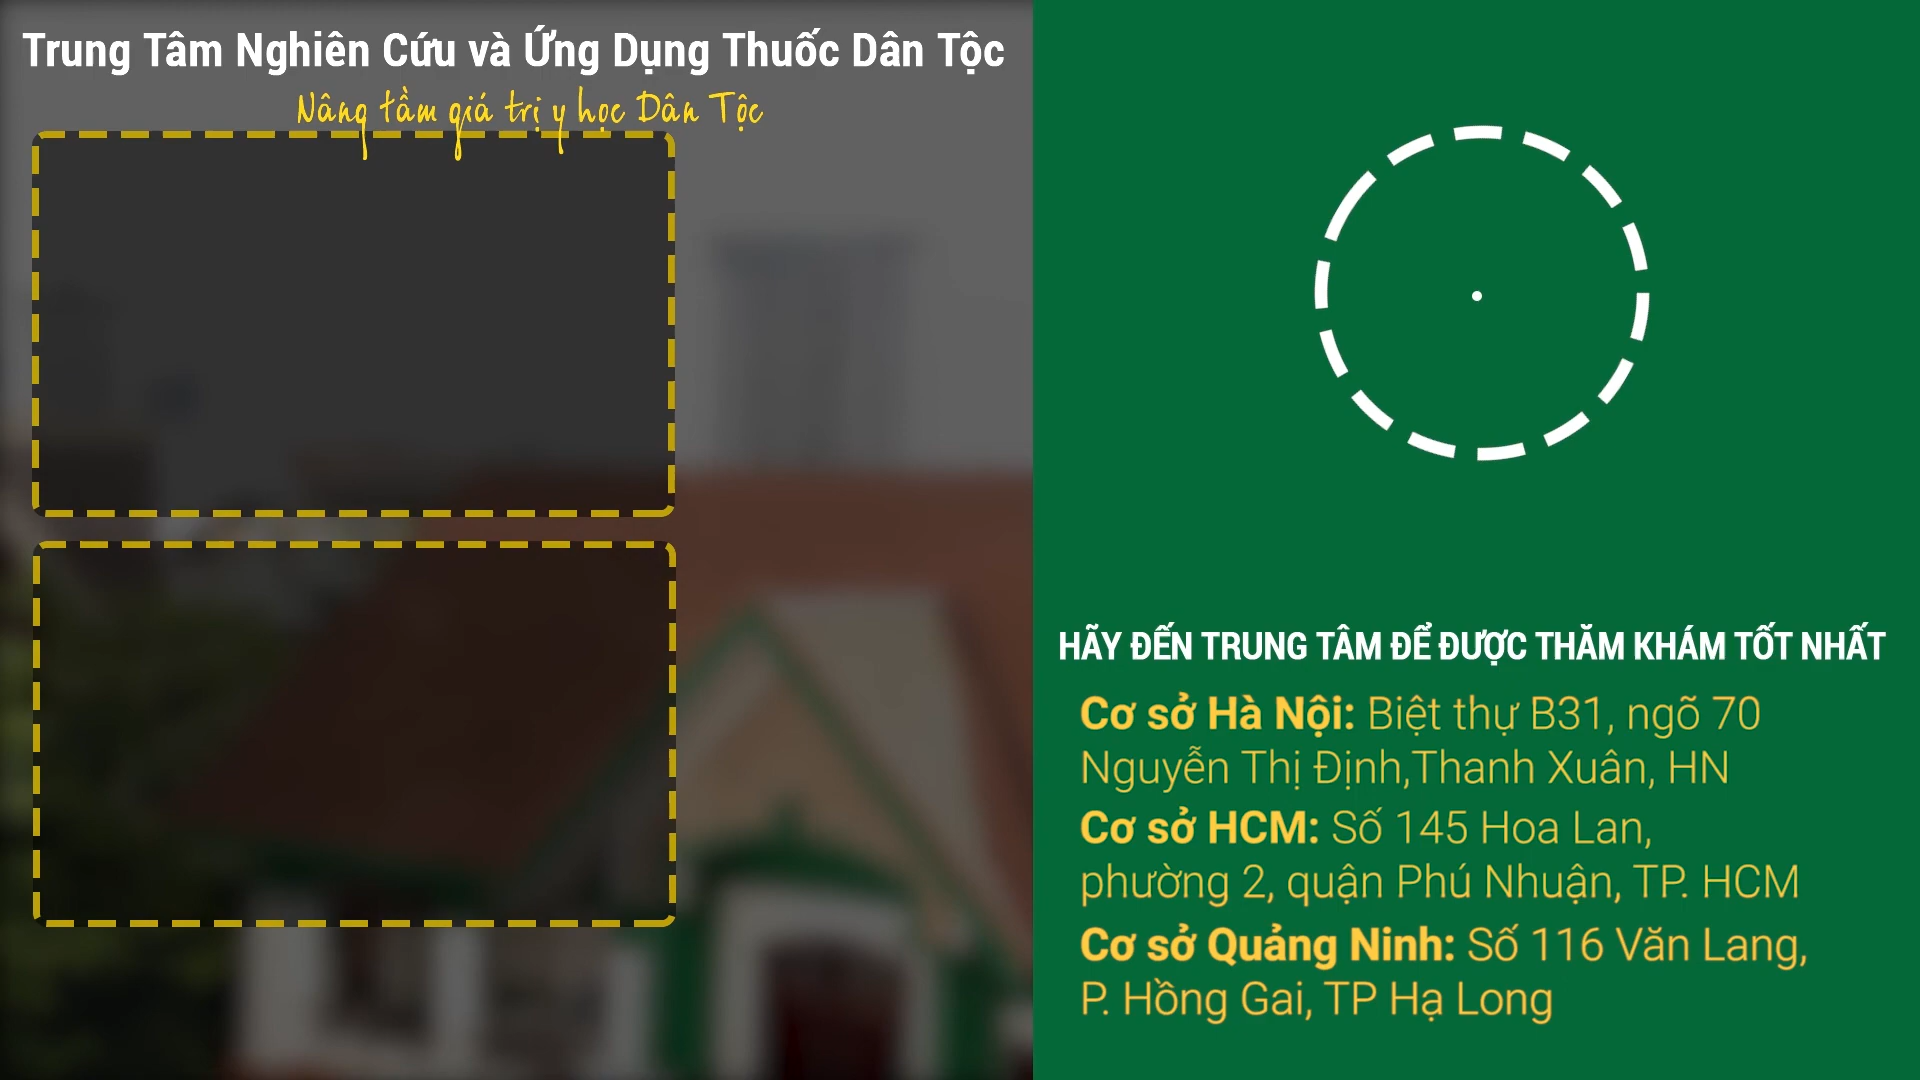 Trung Tâm Nghiên Cứu và Ứng Dụng Thuốc Dân Tộc
Nâng tầm giá trị y học Dân Tộc
HÃY ĐẾN TRUNG TÂM ĐỂ ĐƯỢC THĂM KHÁM TỐT NHẤT
Cơ sở Hà Nội: Biệt thự B31, ngõ 70
Nguyễn Thị Định,Thanh Xuân, HN
Cơ sở HCM: Số 145 Hoa Lan,
phường 2, quận Phú Nhuận, TP. HCM
Cơ sở Quảng Ninh: Số 116 Văn Lang,
P. Hồng Gai, TP Hạ Long